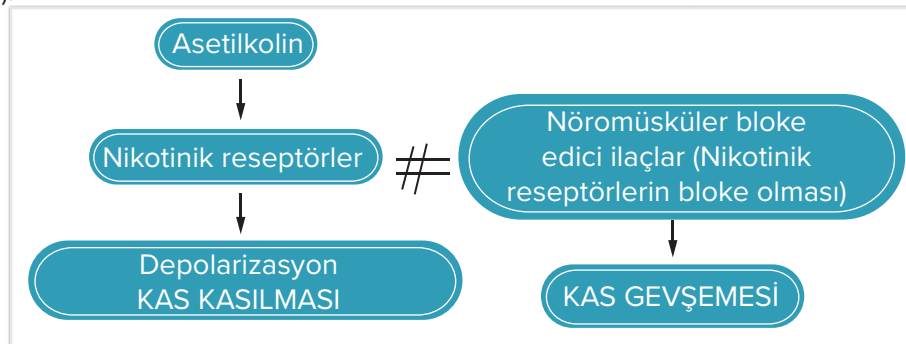 ).
Asetilkolin
Nikotinik reseptörler
Depolarizasyon
KAS KASILMASI
Nöromüsküler bloke
edici ilaçlar (Nikotinik
reseptörlerin bloke olması)
KAS GEVŞEMESİ